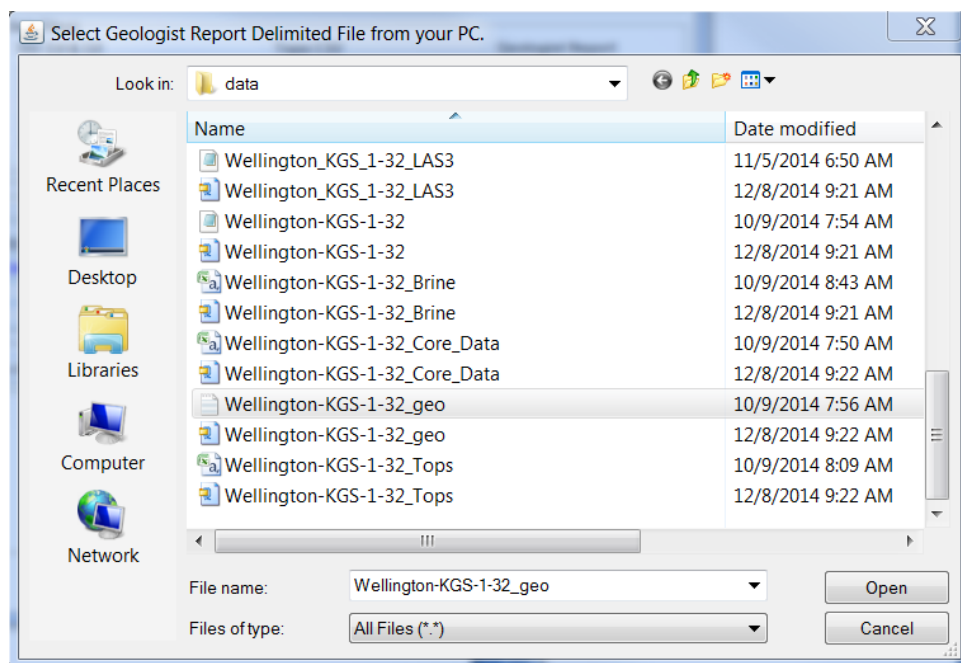 Select Geologist Report Delimited File from your PC.
Look in: data
Name Date modified
Wellington_KGS_1-32_LAS3 11/5/2014 6:50 AM
Wellington_KGS_1-32_LAS3 12/8/2014 9:21 AM
Wellington-KGS-1-32 10/9/2014 7:54 AM
Wellington-KGS-1-32 12/8/2014 9:21 AM
Wellington-KGS-1-32_Brine 10/9/2014 8:43 AM
Wellington-KGS-1-32_Brine 12/8/2014 9:21 AM
Wellington-KGS-1-32_Core_Data 10/9/2014 7:50 AM
Wellington-KGS-1-32_Core_Data 12/8/2014 9:22 AM
Wellington-KGS-1-32_geo 10/9/2014 7:56 AM
Wellington-KGS-1-32_geo 12/8/2014 9:22 AM
Wellington-KGS-1-32_Tops 10/9/2014 8:09 AM
Wellington-KGS-1-32_Tops 12/8/2014 9:22 AM
Recent Places
Desktop
Libraries
Computer
Network
File name: Wellington-KGS-1-32_geo Open
Files of type: All Files (*.*) Cancel